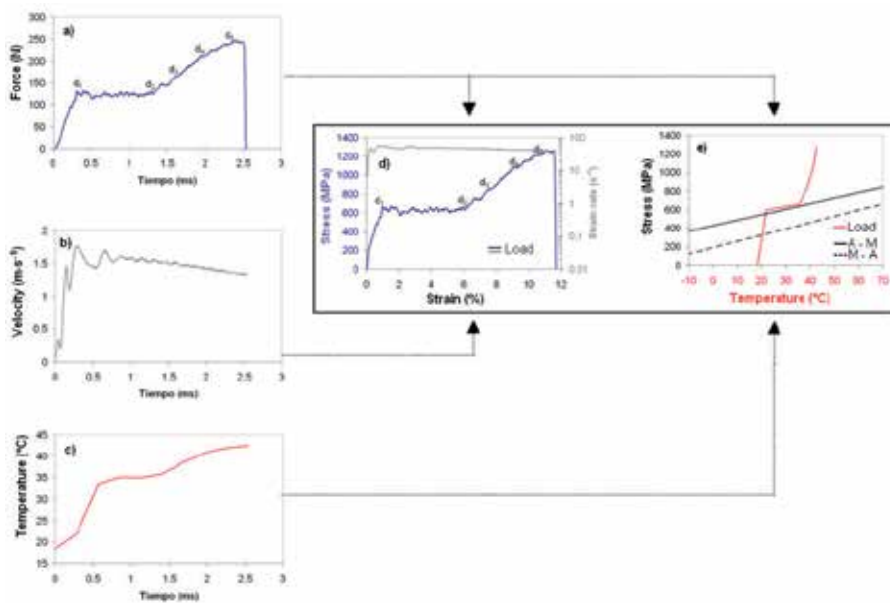 a)
Force (N)
300
250
200
150
100
50
0
0 0.5 1 1.5 2 2.5 3
Tiempo (ms)
b)
Velocity (m·s⁻¹)
2
1.5
1
0.5
0
0 0.5 1 1.5 2 2.5 3
Tiempo (ms)
c)
Temperature (ºC)
45
40
35
30
25
20
15
0 0.5 1 1.5 2 2.5 3
Tiempo (ms)
d)
Stress (MPa)
1400
1200
1000
800
600
400
200
0
0 2 4 6 8 10 12
Strain (%)
Strain rate (s⁻¹)
100
10
1
0.1
0.01
Load
e)
Stress (MPa)
1400
1200
1000
800
600
400
200
0
-10 10 30 50 70
Temperature (ºC)
Load
A - M
M - A